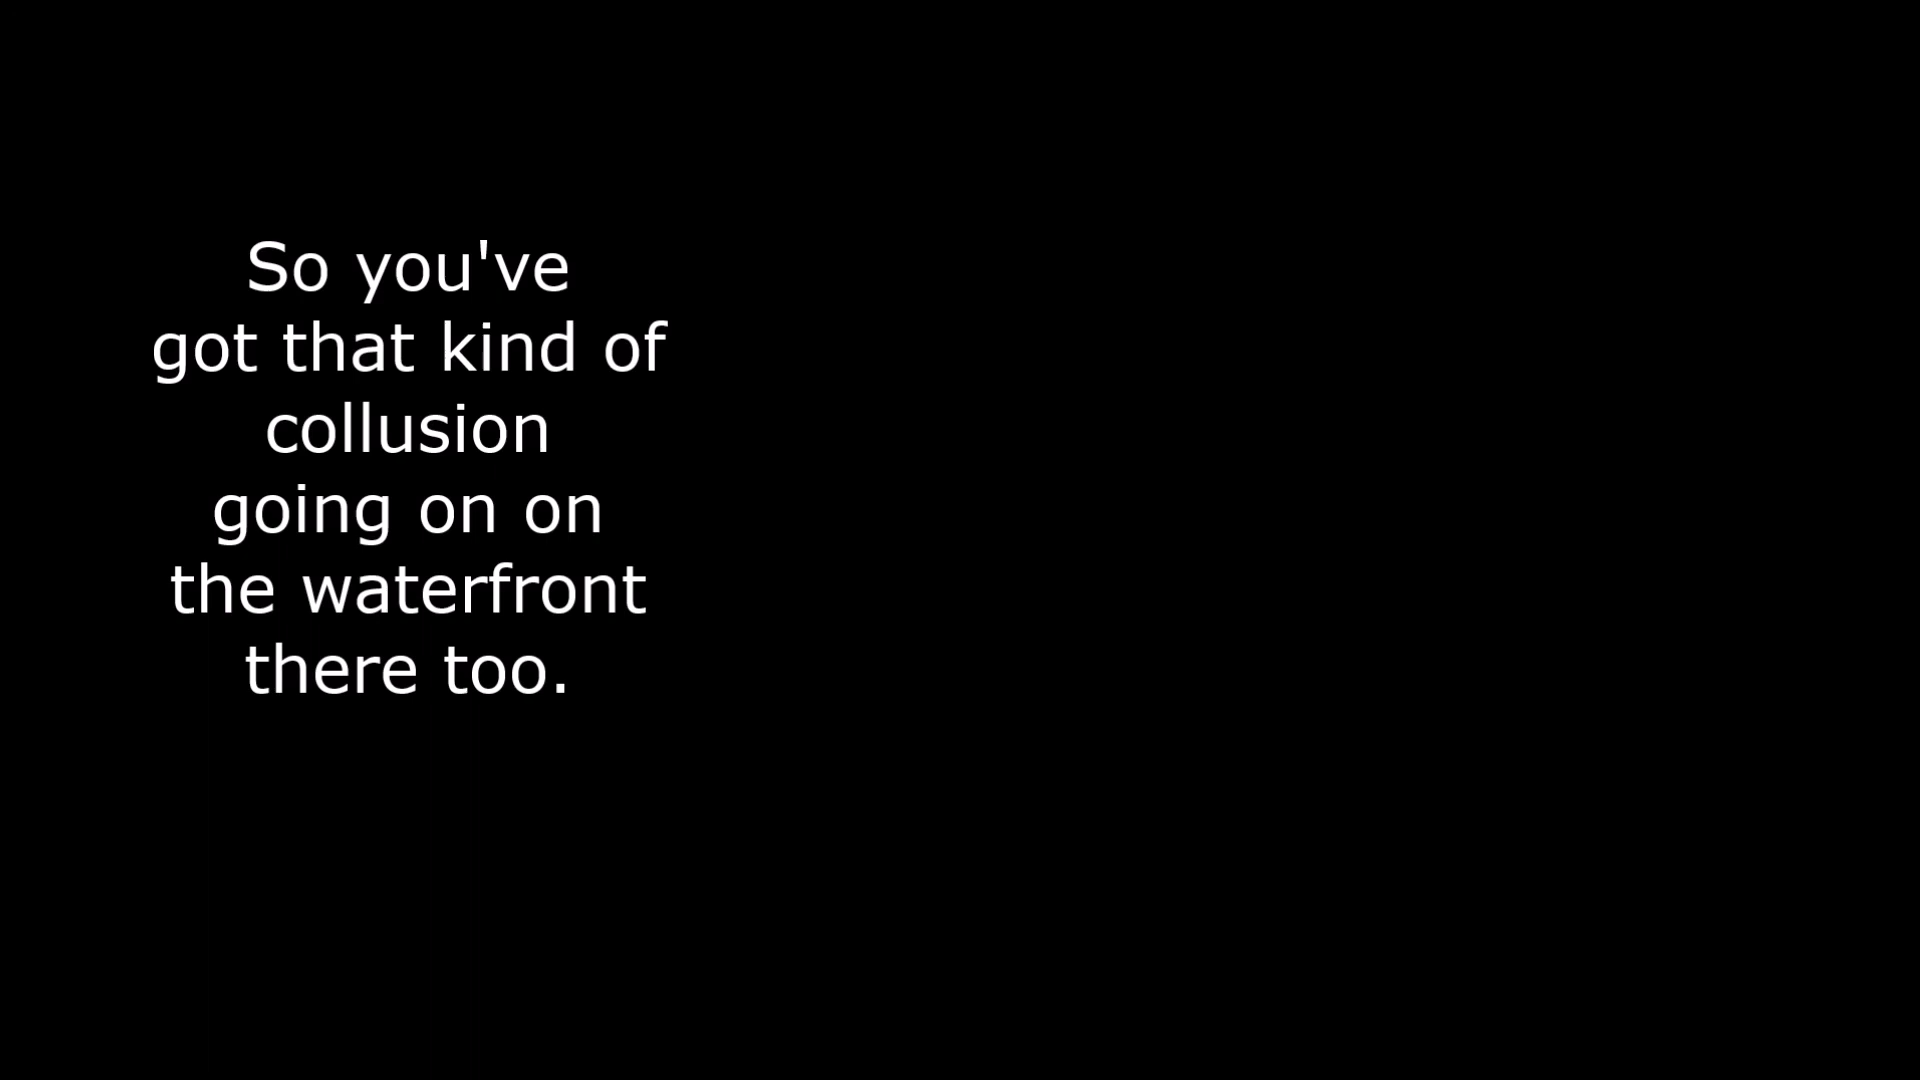 So you've
got that kind of
collusion
going on on
the waterfront
there too.